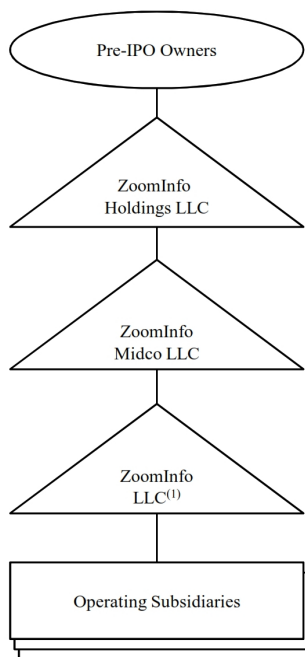 Pre-IPO Owners
ZoomInfo
Holdings LLC
ZoomInfo
Midco LLC
ZoomInfo
LLC(1)
Operating Subsidiaries